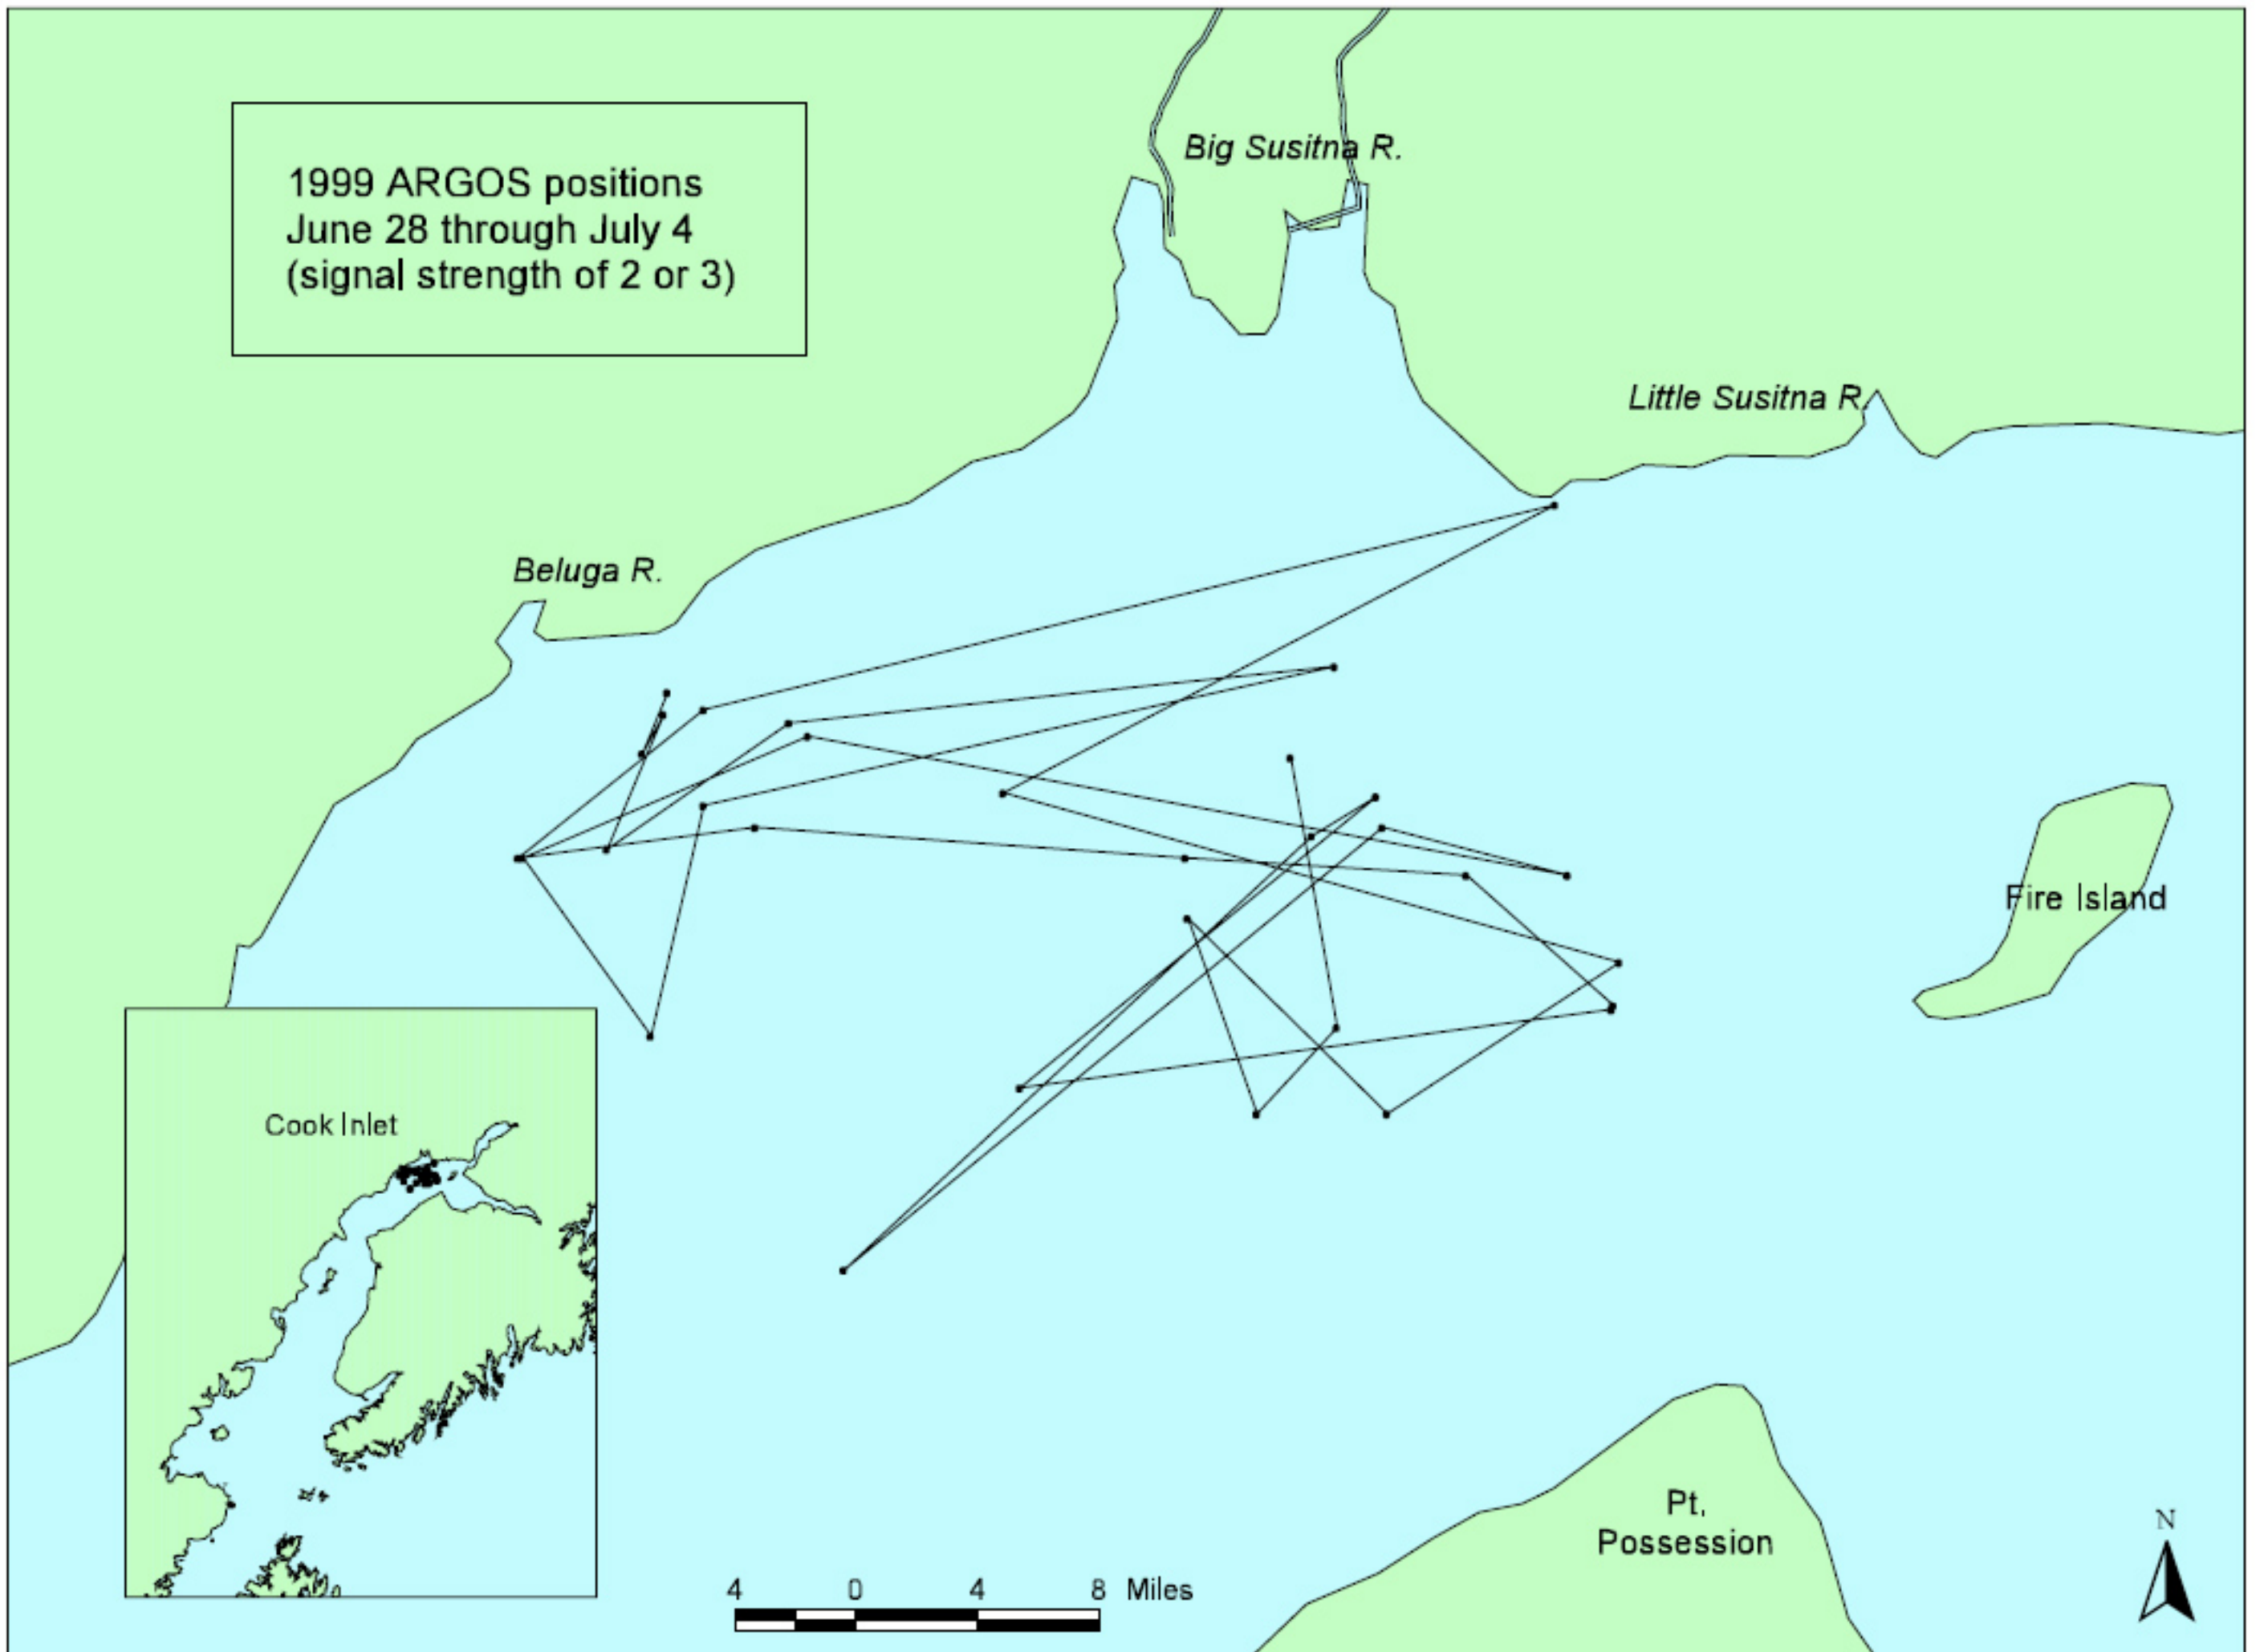 1999 ARGOS positions
June 28 through July 4
(signal strength of 2 or 3)
Big Susitna R.
Little Susitna R.
Beluga R.
Fire Island
Cook Inlet
Pt.
Possession
N
4 0 4 8 Miles